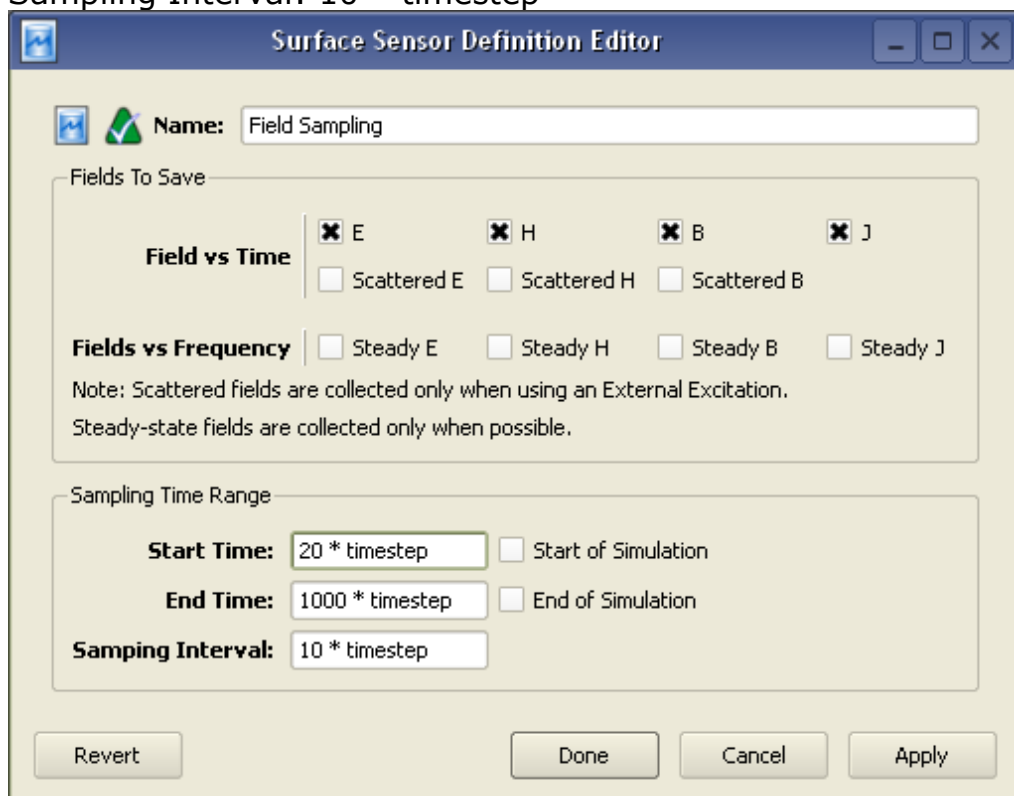 Sampling Interval: 10 * timestep
Surface Sensor Definition Editor
Name: Field Sampling
Fields To Save
Field vs Time
E H B J
Scattered E Scattered H Scattered B
Fields vs Frequency Steady E Steady H Steady B Steady J
Note: Scattered fields are collected only when using an External Excitation.
Steady-state fields are collected only when possible.
Sampling Time Range
Start Time: 20 * timestep Start of Simulation
End Time: 1000 * timestep End of Simulation
Samping Interval: 10 * timestep
Revert Done Cancel Apply